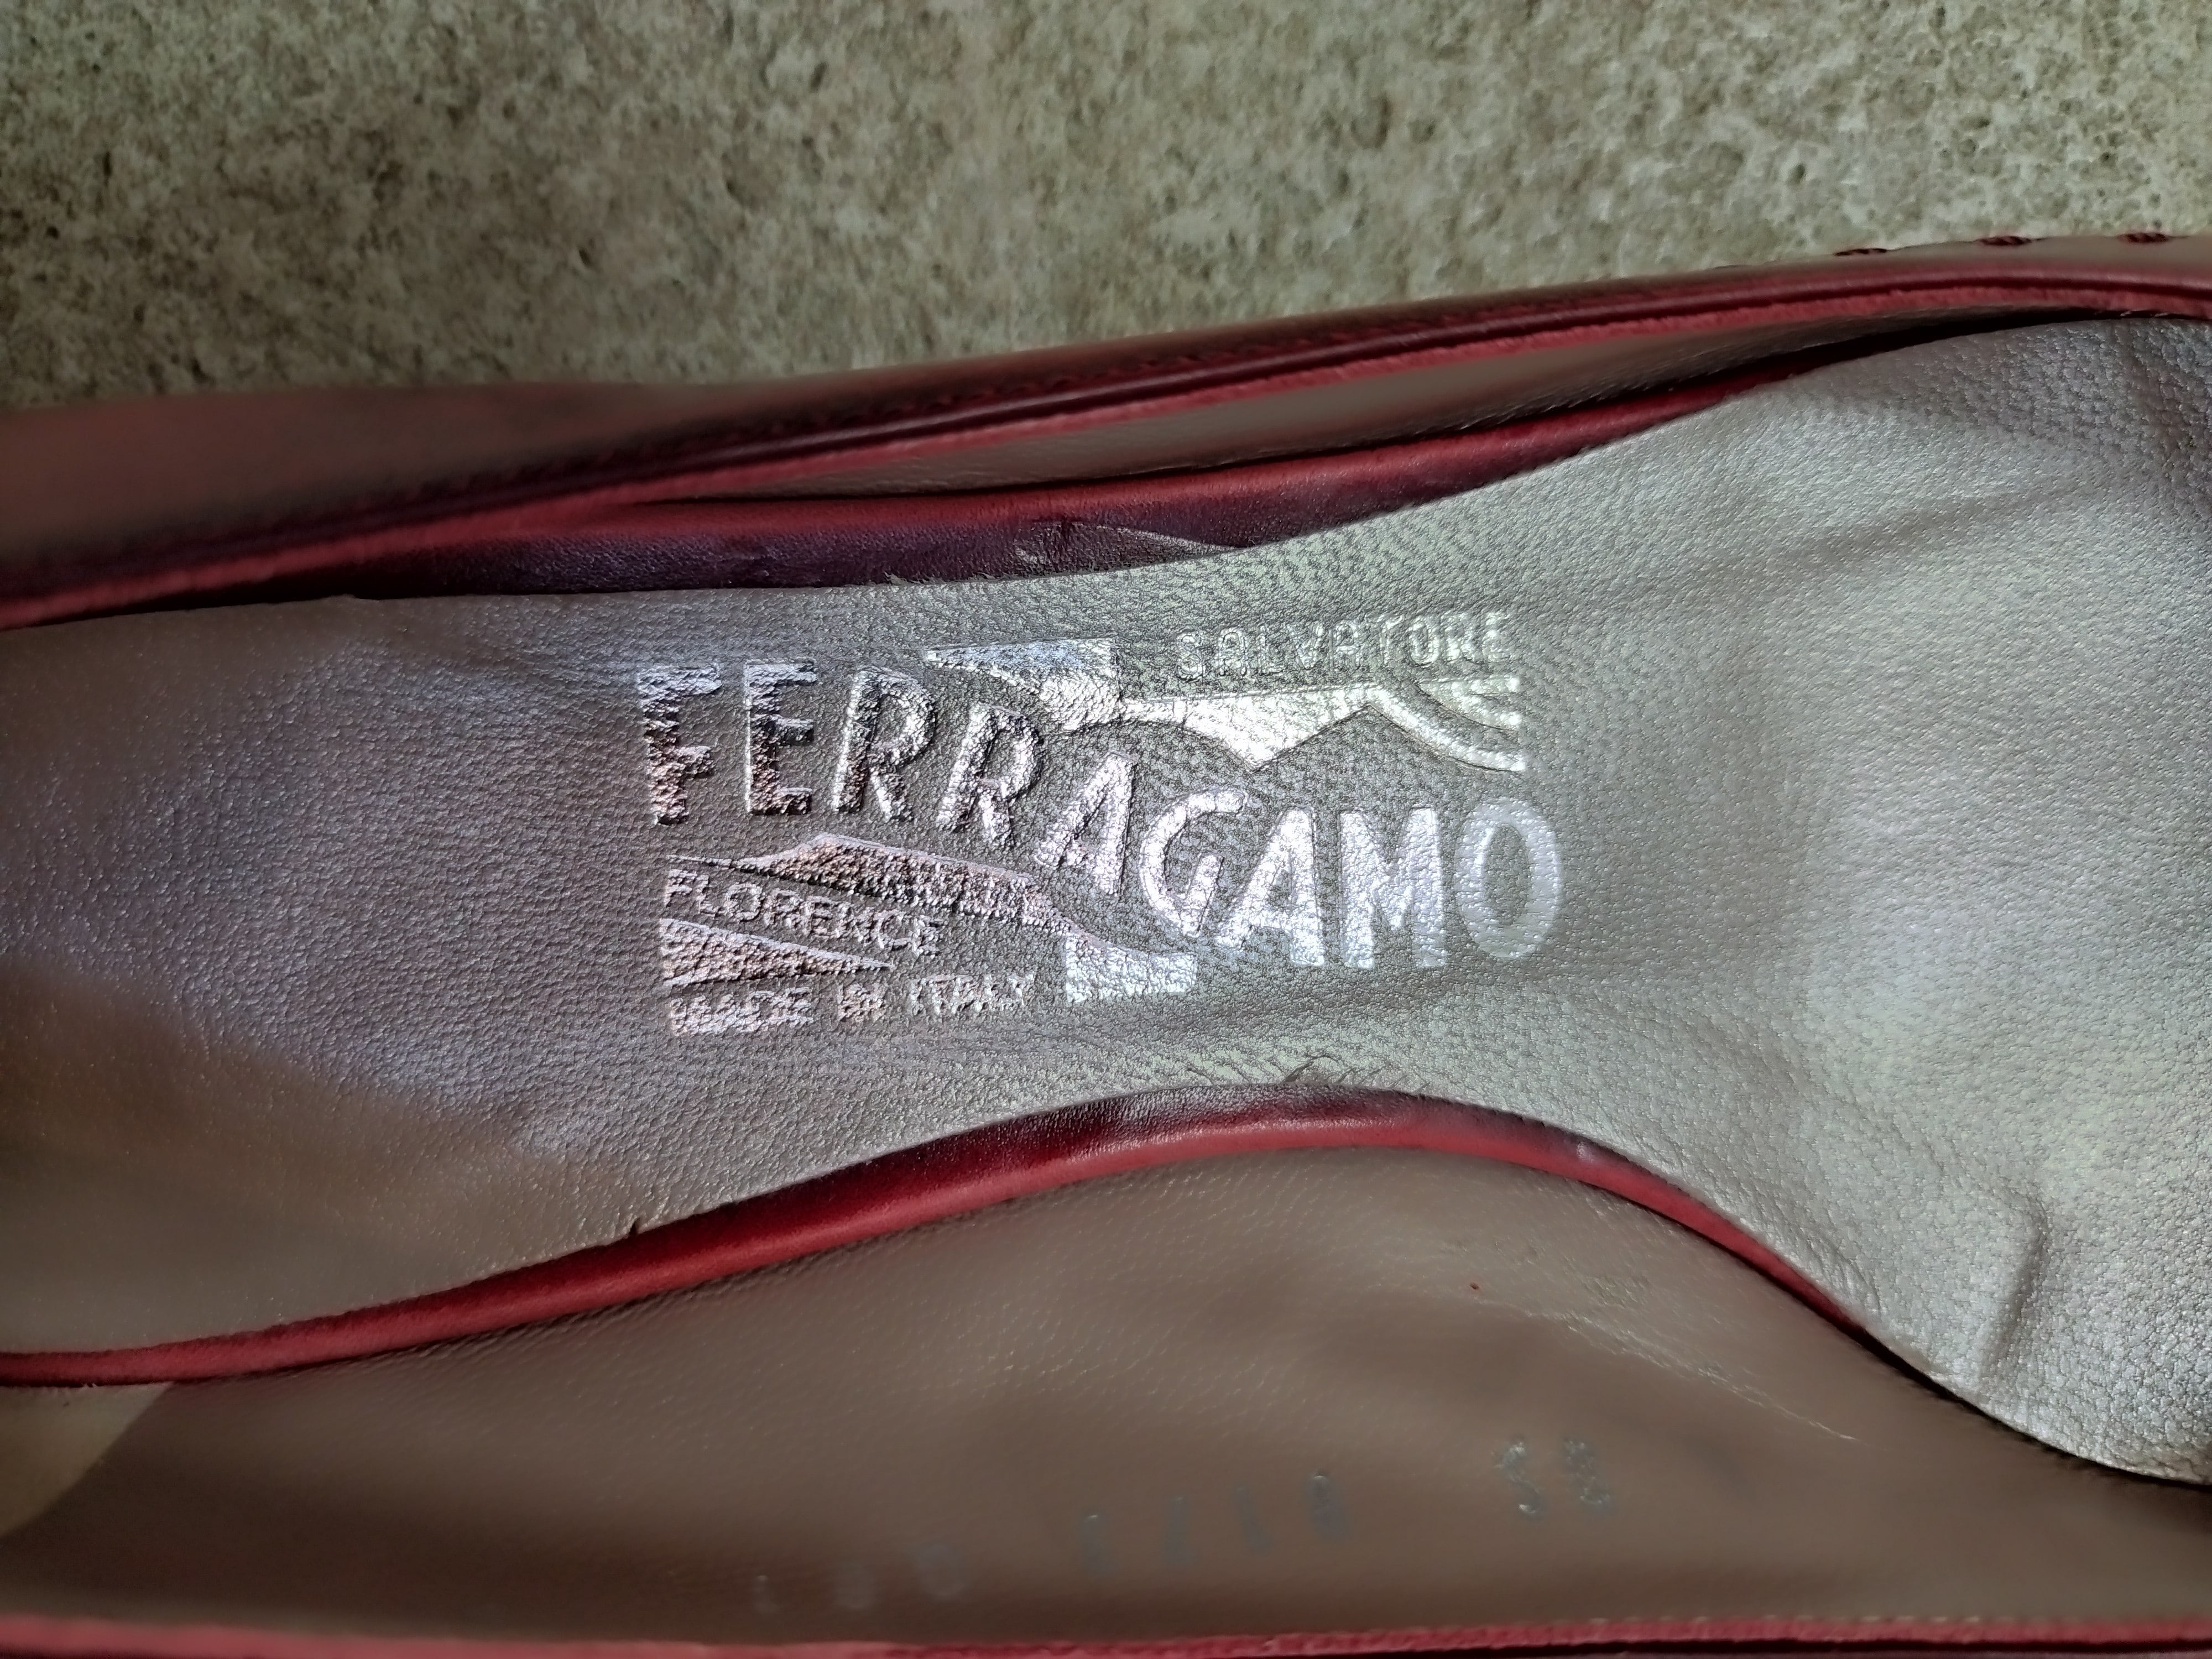 SALVATORE
FERRAGAMO
FLORENCE
MADE IN ITALY